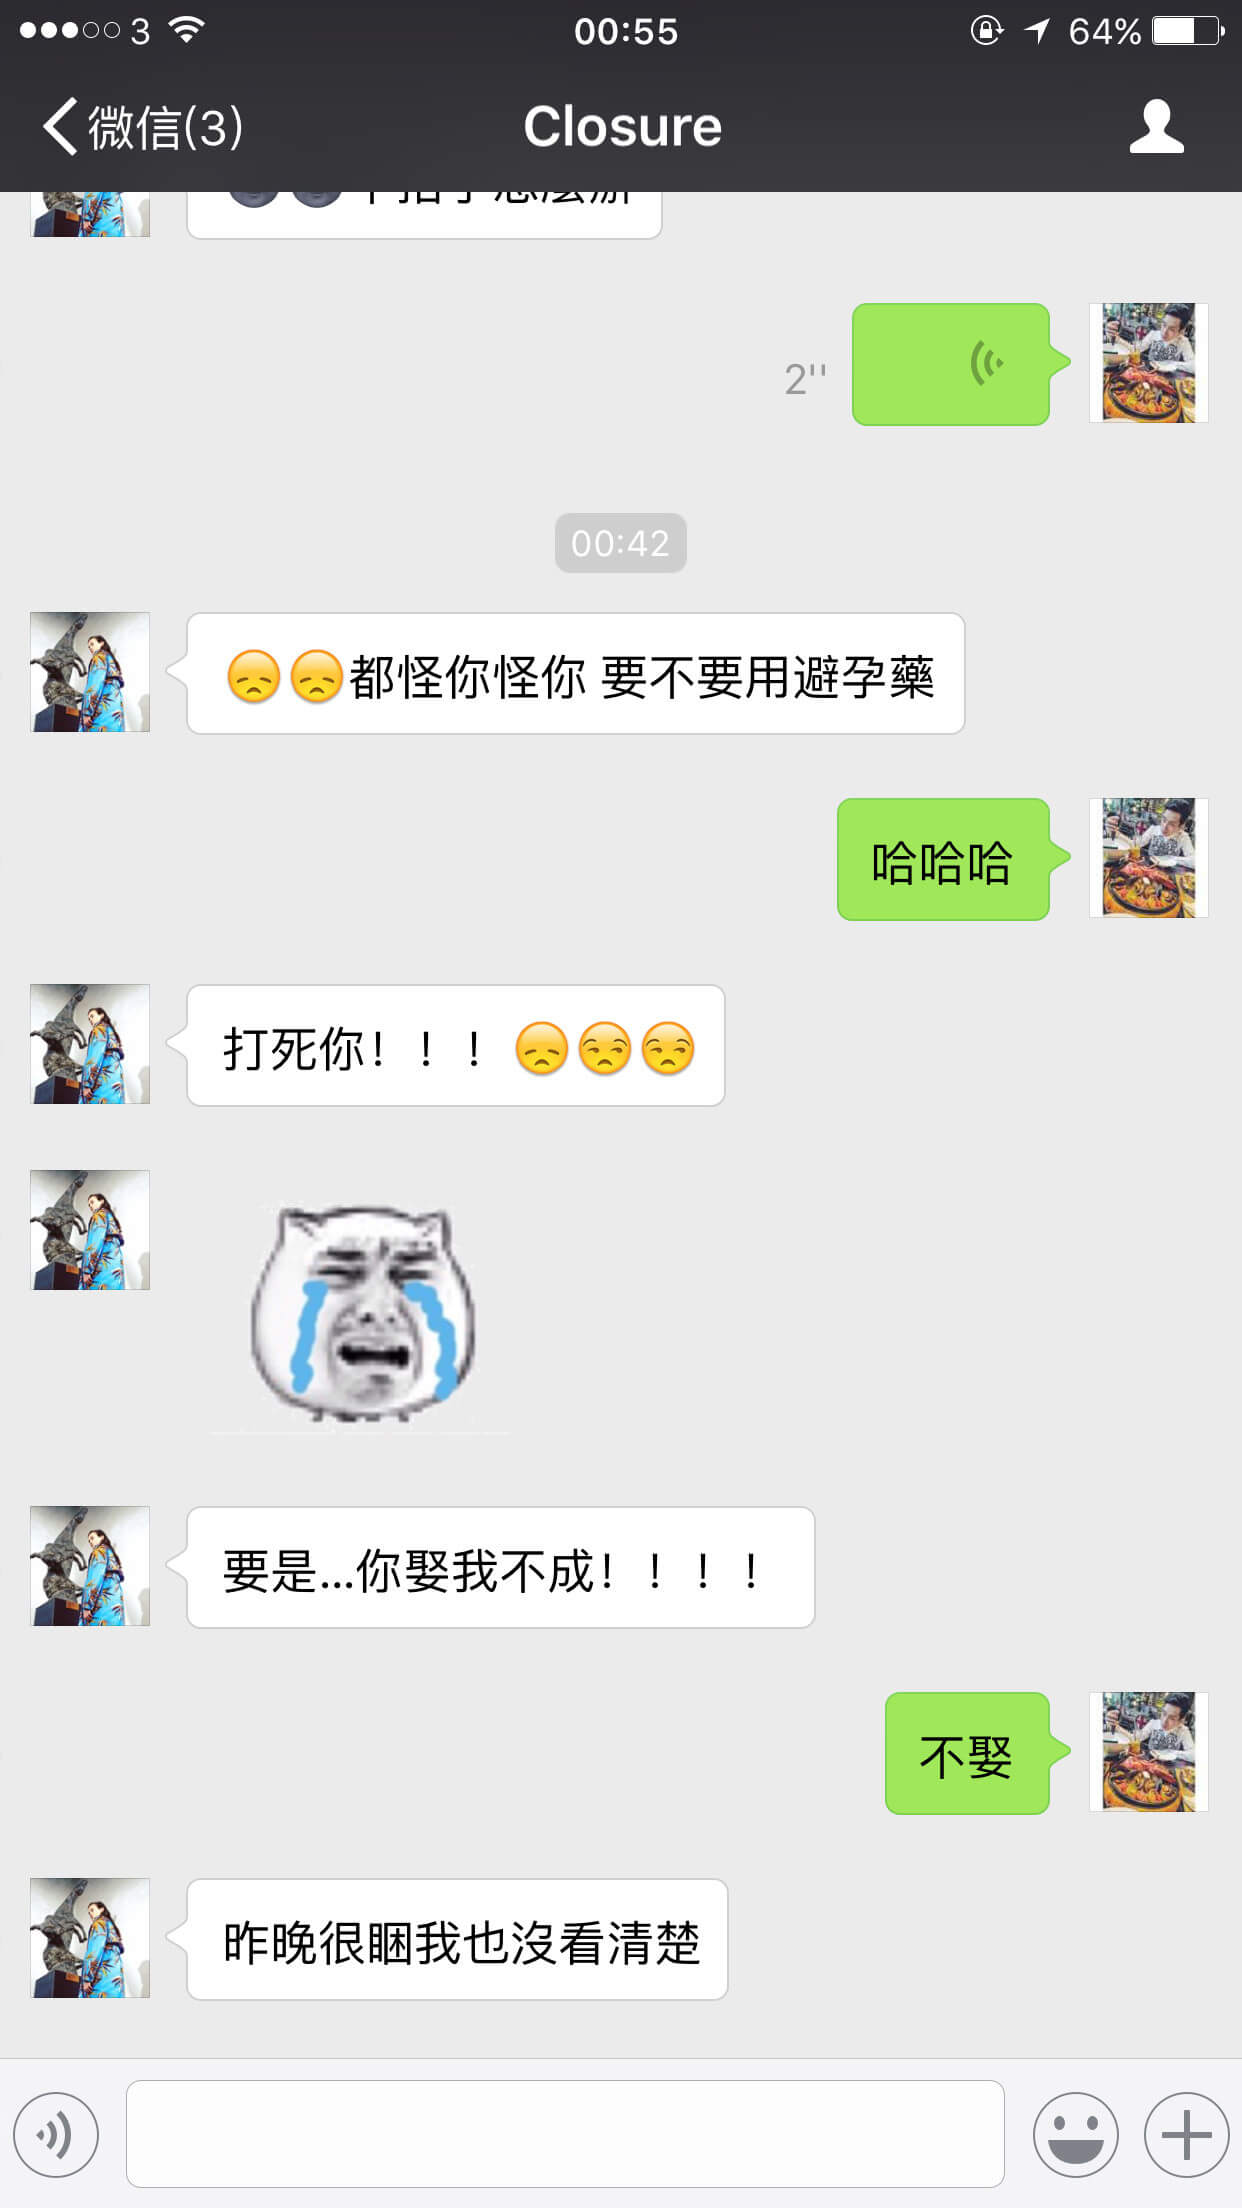 3 00:55 64%
微信(3) Closure
2''
00:42
😞😞都怪你怪你 要不要用避孕藥
哈哈哈
打死你！！！😞😒😒
要是...你娶我不成！！！！
不娶
昨晚很睏我也沒看清楚